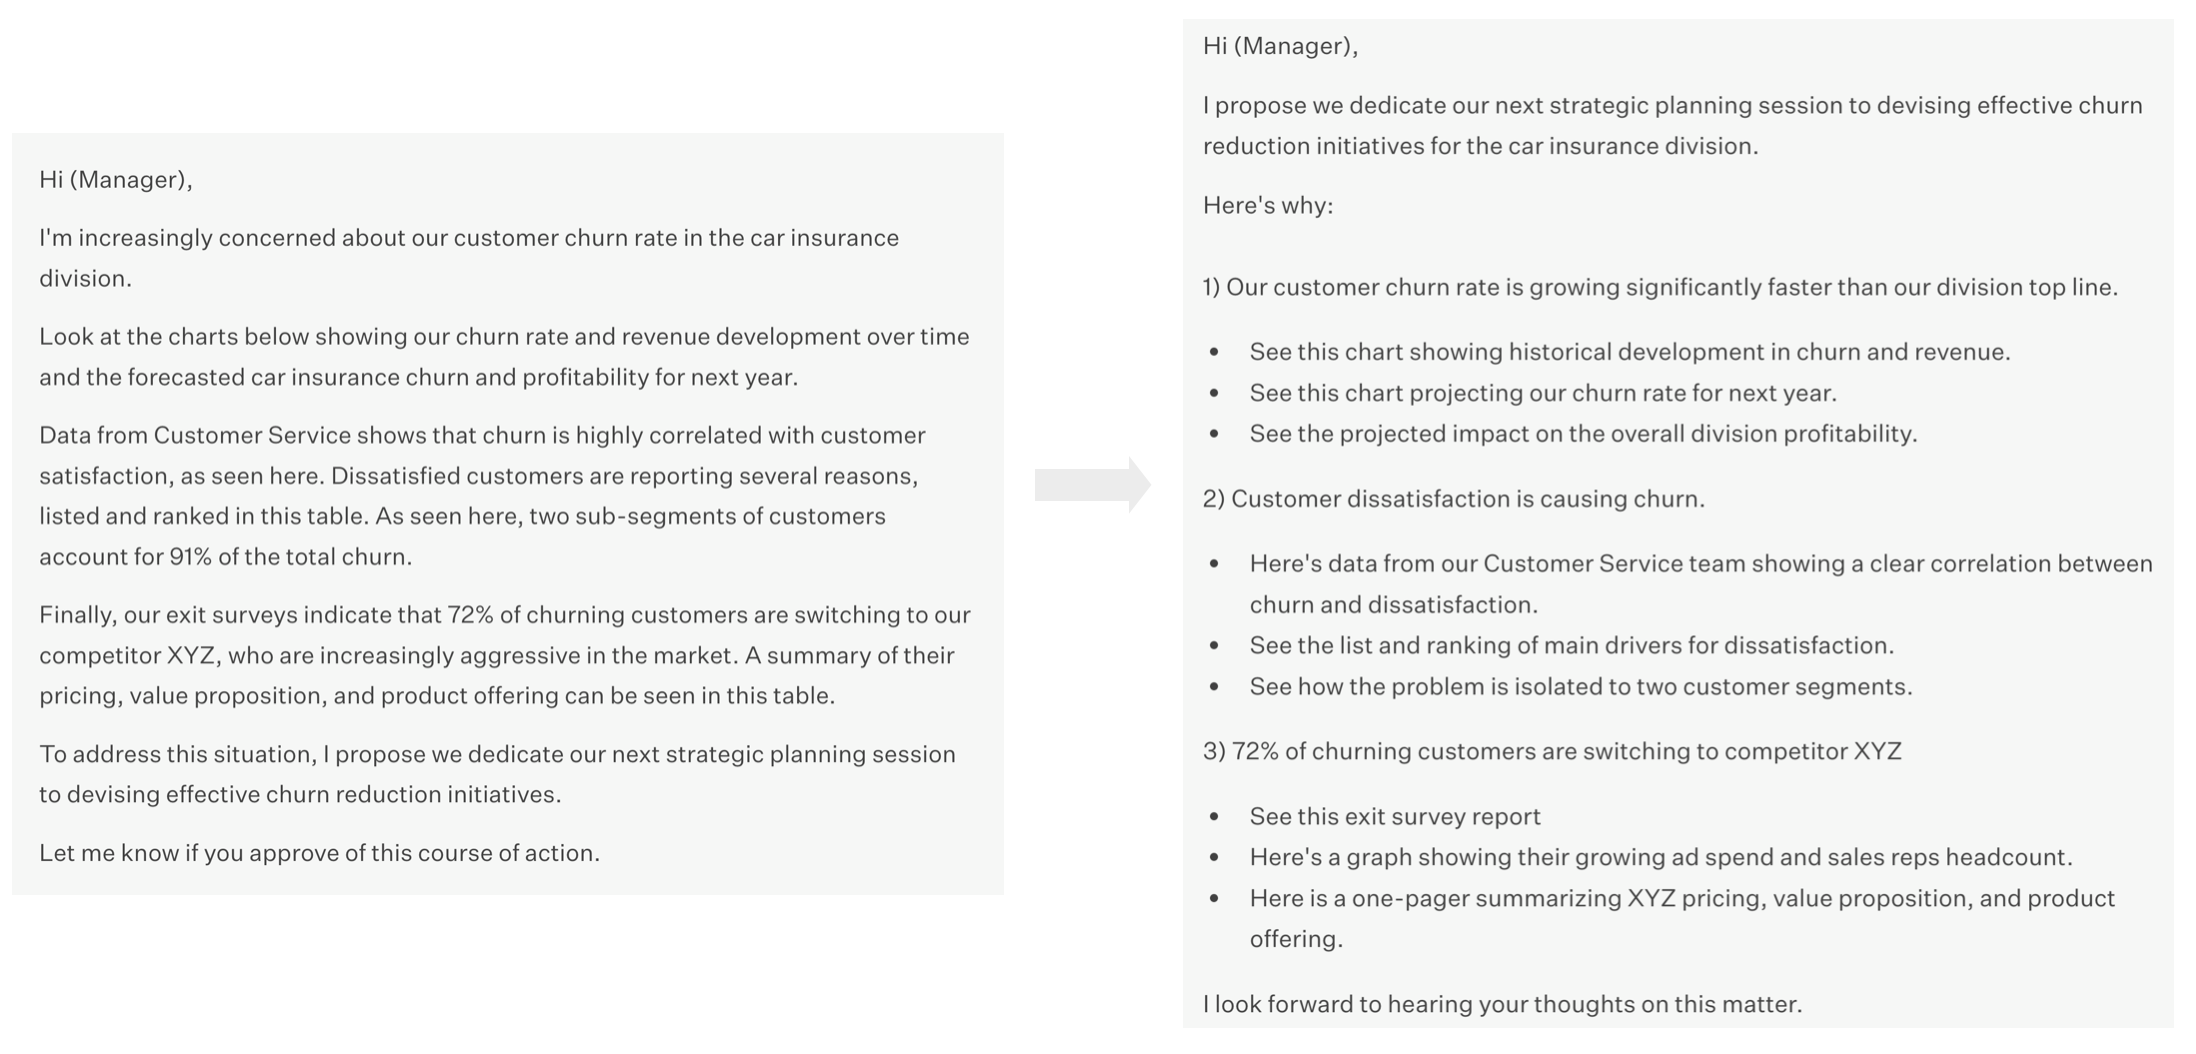 Hi (Manager),
I'm increasingly concerned about our customer churn rate in the car insurance
division.
Look at the charts below showing our churn rate and revenue development over time
and the forecasted car insurance churn and profitability for next year.
Data from Customer Service shows that churn is highly correlated with customer
satisfaction, as seen here. Dissatisfied customers are reporting several reasons,
listed and ranked in this table. As seen here, two sub-segments of customers
account for 91% of the total churn.
Finally, our exit surveys indicate that 72% of churning customers are switching to our
competitor XYZ, who are increasingly aggressive in the market. A summary of their
pricing, value proposition, and product offering can be seen in this table.
To address this situation, I propose we dedicate our next strategic planning session
to devising effective churn reduction initiatives.
Let me know if you approve of this course of action.
Hi (Manager),
I propose we dedicate our next strategic planning session to devising effective churn
reduction initiatives for the car insurance division.
Here's why:
1) Our customer churn rate is growing significantly faster than our division top line.
• See this chart showing historical development in churn and revenue.
• See this chart projecting our churn rate for next year.
• See the projected impact on the overall division profitability.
2) Customer dissatisfaction is causing churn.
• Here's data from our Customer Service team showing a clear correlation between
churn and dissatisfaction.
• See the list and ranking of main drivers for dissatisfaction.
• See how the problem is isolated to two customer segments.
3) 72% of churning customers are switching to competitor XYZ
• See this exit survey report
• Here's a graph showing their growing ad spend and sales reps headcount.
• Here is a one-pager summarizing XYZ pricing, value proposition, and product
offering.
I look forward to hearing your thoughts on this matter.